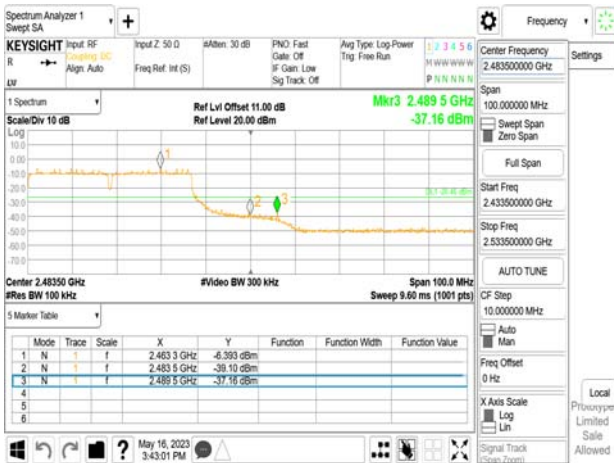 Spectrum Analyzer 1
Swept SA
Frequency
KEYSIGHT
Input: RF
Coupling: DC
Align: Auto
Input Z: 50 Ω
Freq Ref: Int (S)
#Atten: 30 dB
PNO: Fast
Gate: Off
IF Gain: Low
Sig Track: Off
Avg Type: Log-Power
Trig: Free Run
1 2 3 4 5 6
M W W W W W
P N N N N N
R
LW
1 Spectrum
Scale/Div 10 dB
Ref Lvl Offset 11.00 dB
Ref Level 20.00 dBm
Mkr3 2.489 5 GHz
-37.16 dBm
Log
10.0
0.00
-10.0
-20.0
-30.0
-40.0
-50.0
-60.0
-70.0
1
2
3
Center 2.48350 GHz
#Res BW 100 kHz
#Video BW 300 kHz
Span 100.0 MHz
Sweep 9.60 ms (1001 pts)
5 Marker Table
Mode Trace Scale X Y Function Function Width Function Value
1 N 1 f 2.463 3 GHz -6.393 dBm
2 N 1 f 2.483 5 GHz -39.10 dBm
3 N 1 f 2.489 5 GHz -37.16 dBm
4
5
6
May 16, 2023
3:43:01 PM
Center Frequency
2.483500000 GHz
Span
100.000000 MHz
Swept Span
Zero Span
Full Span
Start Freq
2.433500000 GHz
Stop Freq
2.533500000 GHz
AUTO TUNE
CF Step
10.000000 MHz
Auto
Man
Freq Offset
0 Hz
X Axis Scale
Log
Lin
Signal Track
(Span Zoom)
Settings
Local
Prototype
Limited
Sale
Allowed